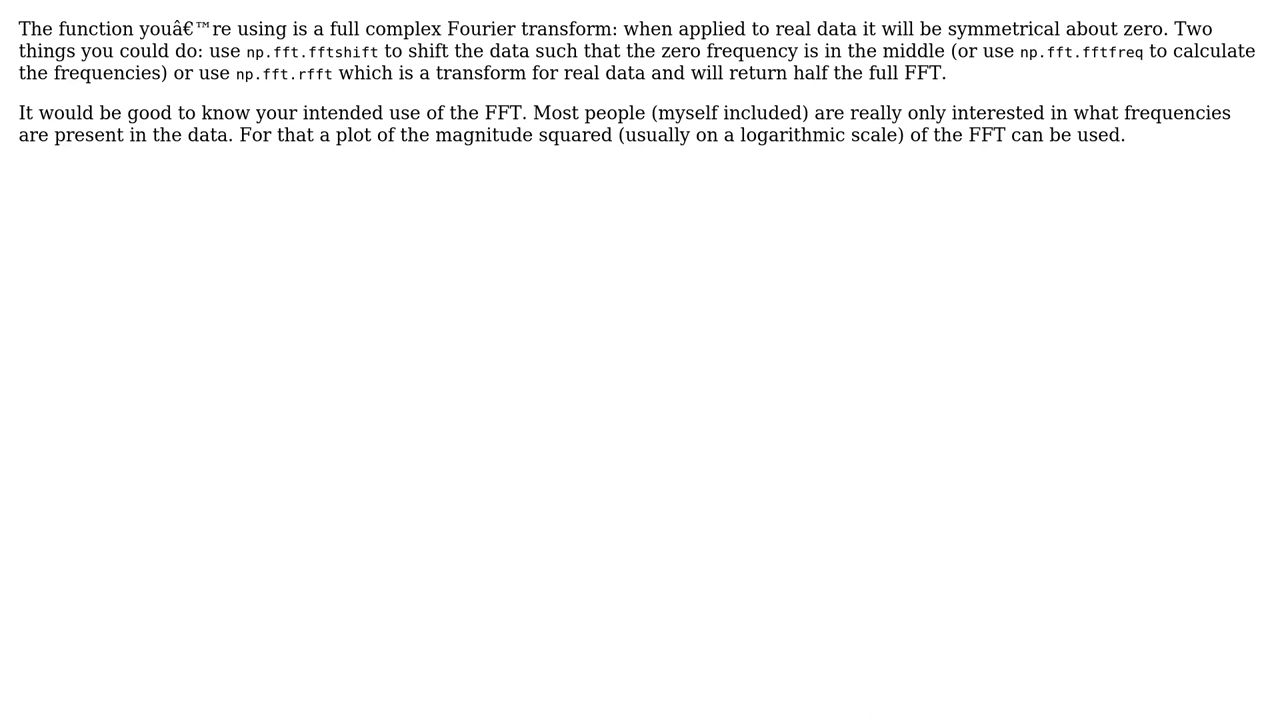 The function youâ€™re using is a full complex Fourier transform: when applied to real data it will be symmetrical about zero. Two
things you could do: use np.fft.fftshift to shift the data such that the zero frequency is in the middle (or use np.fft.fftfreq to calculate
the frequencies) or use np.fft.rfft which is a transform for real data and will return half the full FFT.
It would be good to know your intended use of the FFT. Most people (myself included) are really only interested in what frequencies
are present in the data. For that a plot of the magnitude squared (usually on a logarithmic scale) of the FFT can be used.